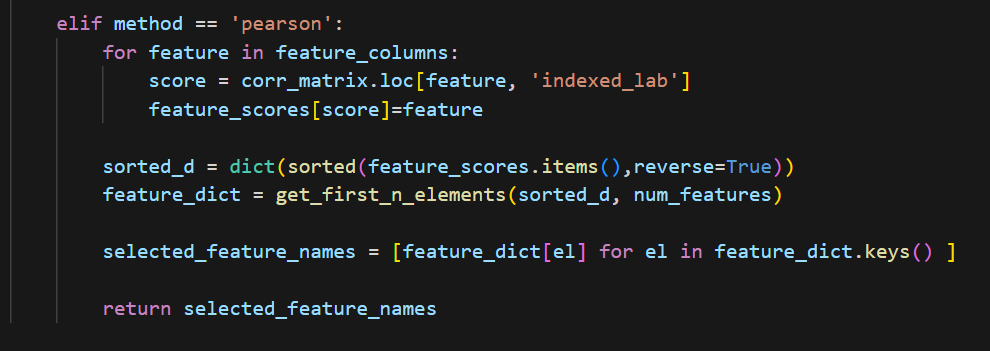 elif method == 'pearson':
for feature in feature_columns:
score = corr_matrix.loc[feature, 'indexed_lab']
feature_scores[score]=feature
sorted_d = dict(sorted(feature_scores.items(),reverse=True))
feature_dict = get_first_n_elements(sorted_d, num_features)
selected_feature_names = [feature_dict[el] for el in feature_dict.keys() ]
return selected_feature_names